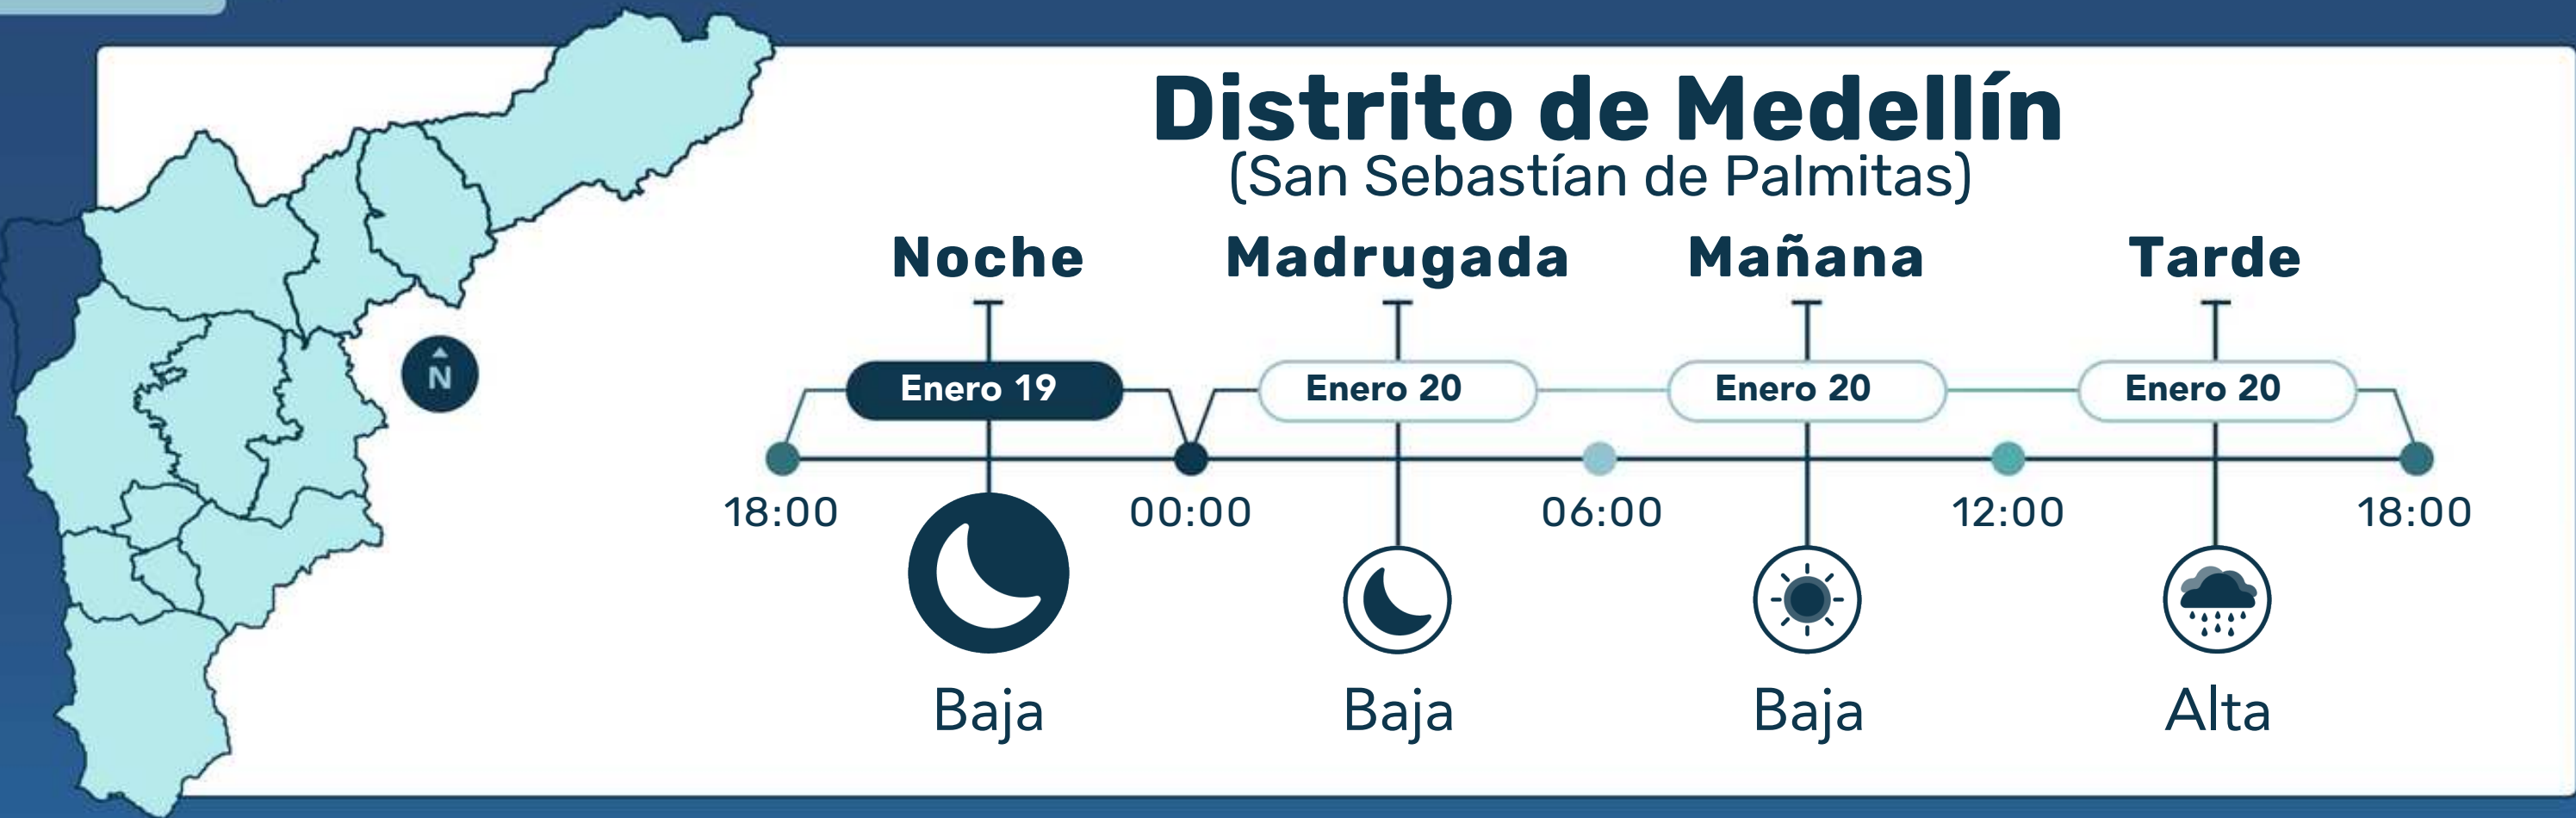 Distrito de Medellín
(San Sebastían de Palmitas)
Noche Madrugada Mañana Tarde
N
Enero 19 Enero 20 Enero 20 Enero 20
18:00 00:00 06:00 12:00 18:00
Baja Baja Baja Alta